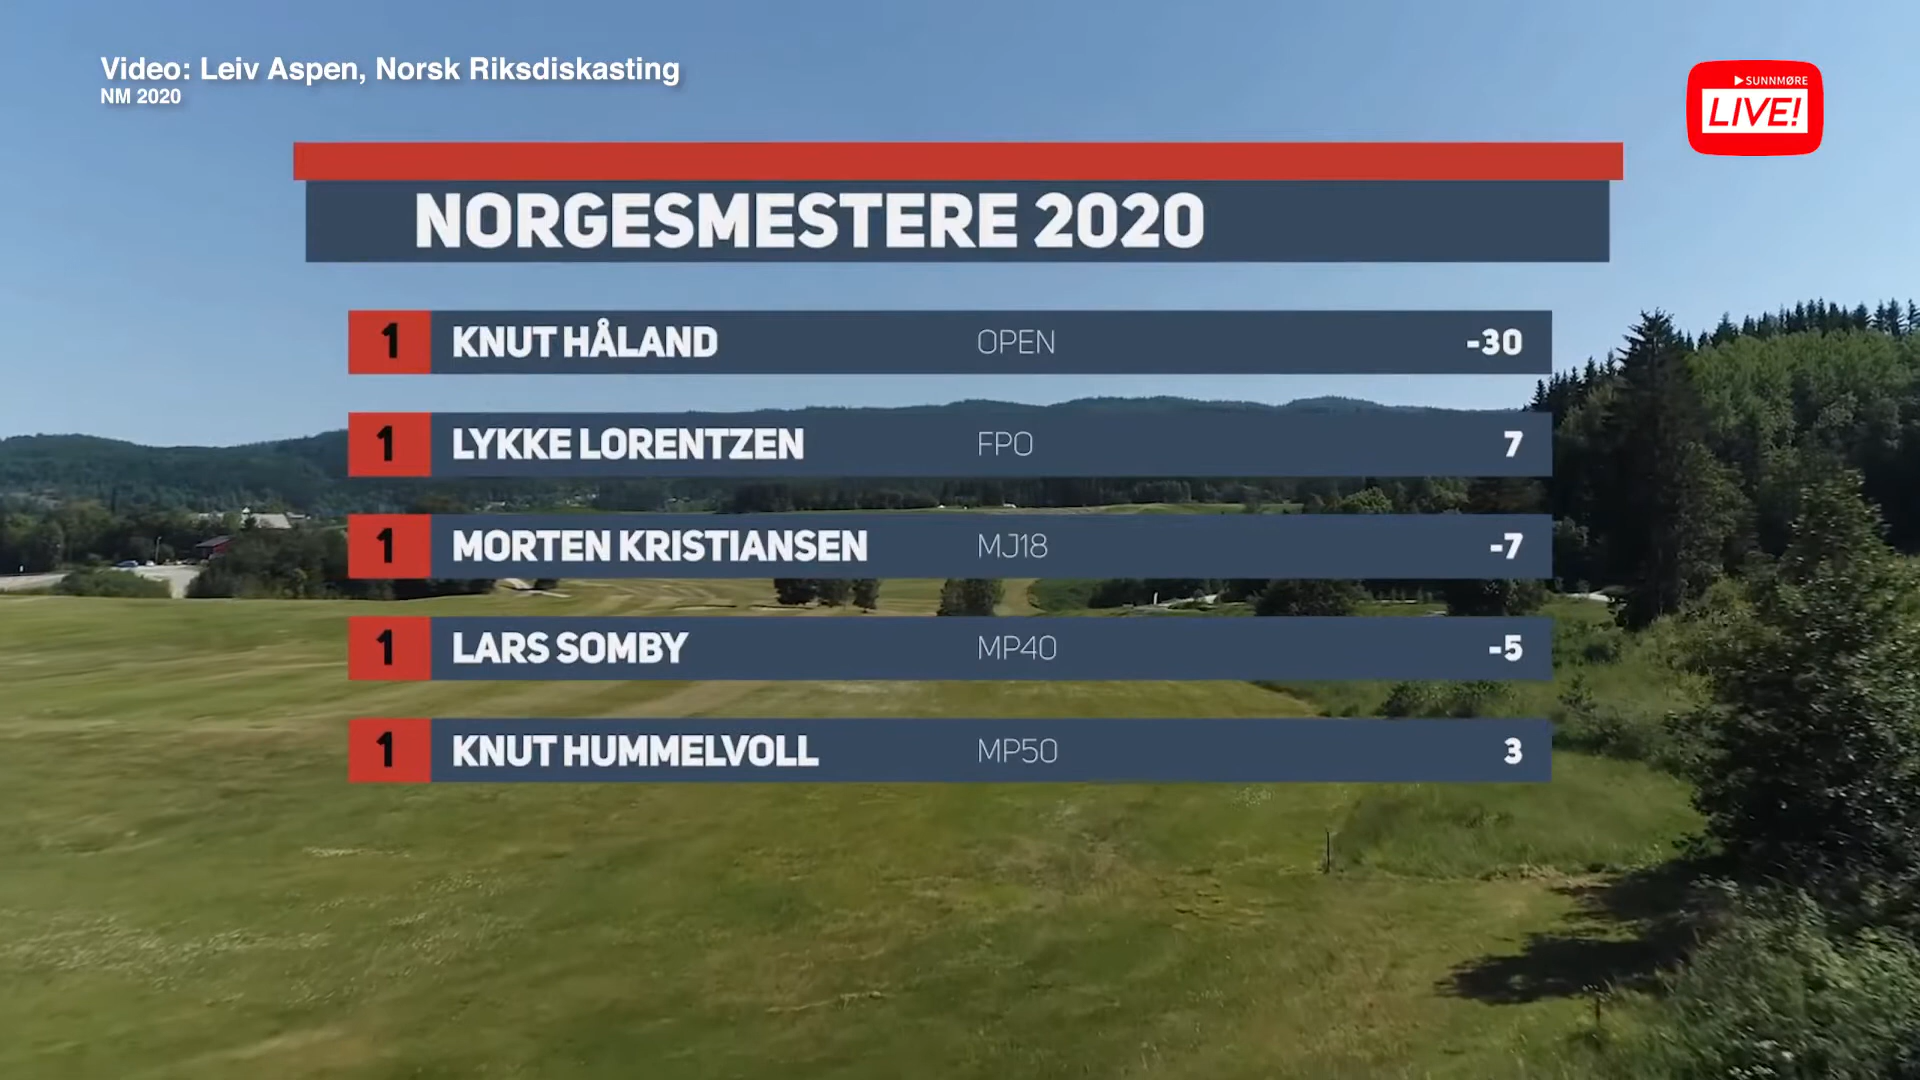 Video: Leiv Aspen, Norsk Riksdiskasting
NM 2020
SUNNMØRE
LIVE!
NORGESMESTERE 2020
1 KNUT HÅLAND OPEN -30
1 LYKKE LORENTZEN FPO 7
1 MORTEN KRISTIANSEN MJ18 -7
1 LARS SOMBY MP40 -5
1 KNUT HUMMELVOLL MP50 3